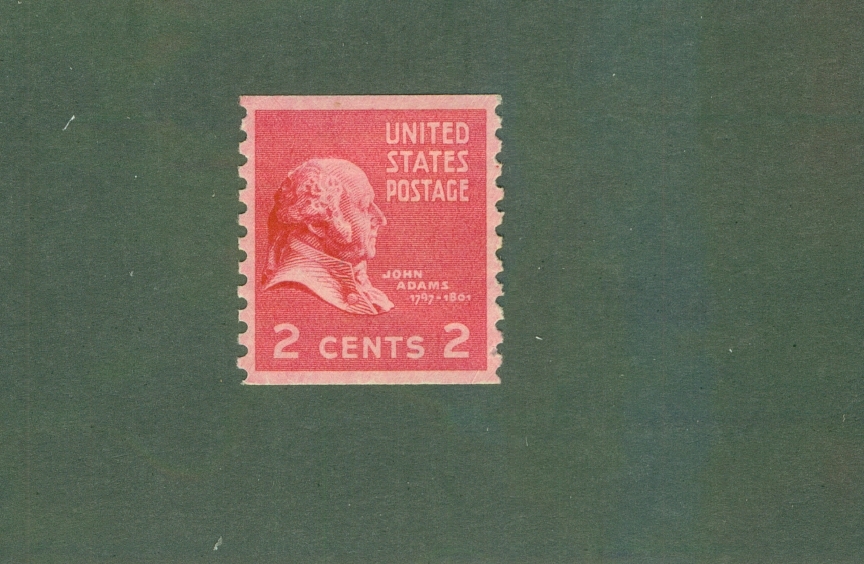 UNITED
STATES
POSTAGE
JOHN
ADAMS
1797-1801
2 CENTS 2